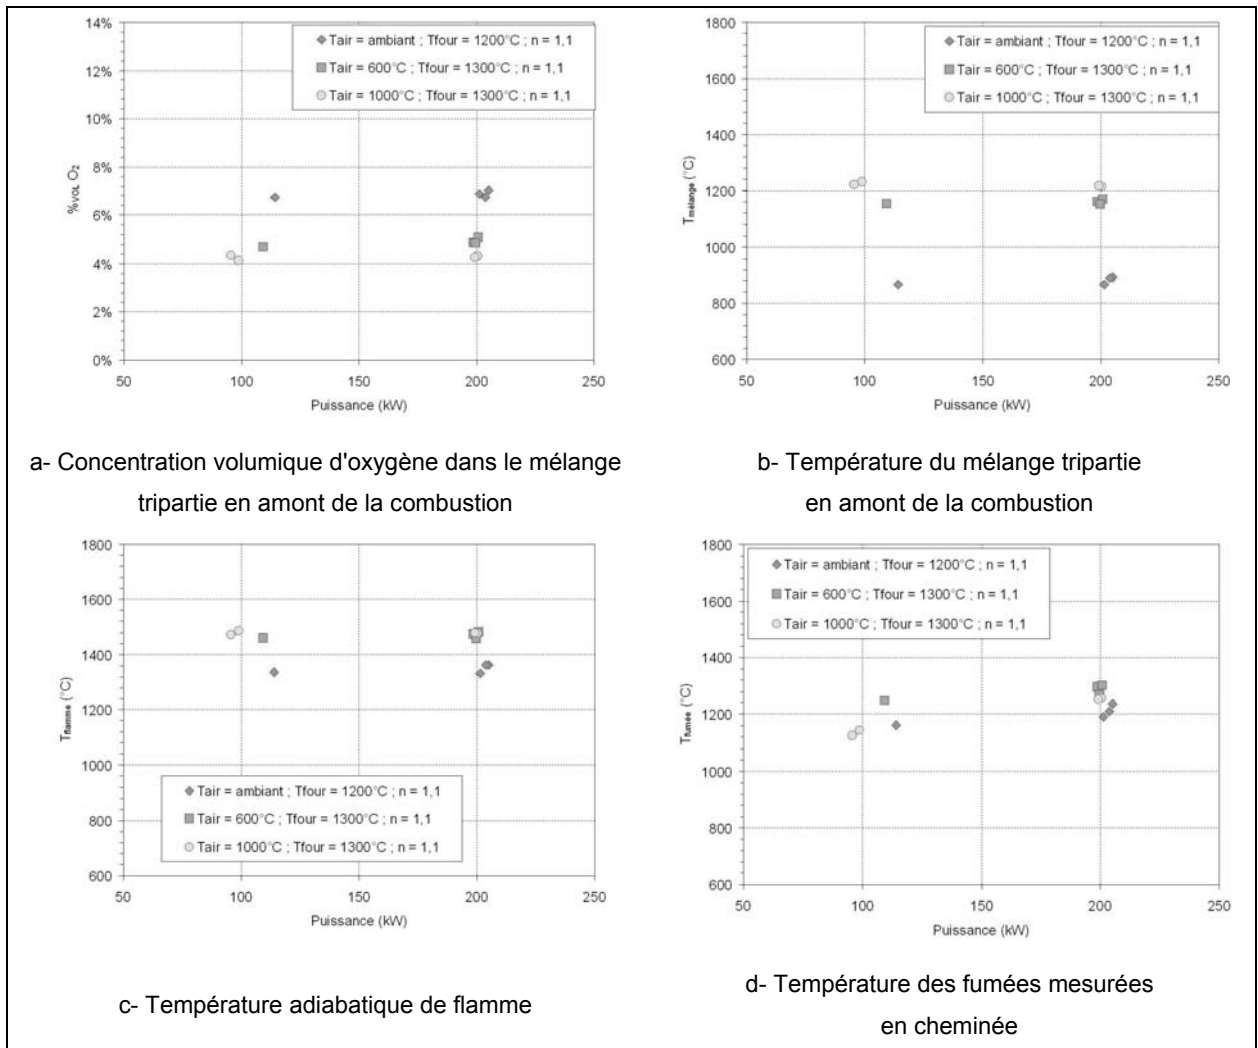 14%
12%
10%
8%
6%
4%
2%
0%
%VOL O2
Tair = ambiant ; Tfour = 1200°C ; n = 1,1
Tair = 600°C ; Tfour = 1300°C ; n = 1,1
Tair = 1000°C ; Tfour = 1300°C ; n = 1,1
50 100 150 200 250
Puissance (kW)
a- Concentration volumique d'oxygène dans le mélange
tripartie en amont de la combustion
1800
1600
1400
1200
1000
800
600
Tmélange (°C)
Tair = ambiant ; Tfour = 1200°C ; n = 1,1
Tair = 600°C ; Tfour = 1300°C ; n = 1,1
Tair = 1000°C ; Tfour = 1300°C ; n = 1,1
50 100 150 200 250
Puissance (kW)
b- Température du mélange tripartie
en amont de la combustion
1800
1600
1400
1200
1000
800
600
Tflamme (°C)
Tair = ambiant ; Tfour = 1200°C ; n = 1,1
Tair = 600°C ; Tfour = 1300°C ; n = 1,1
Tair = 1000°C ; Tfour = 1300°C ; n = 1,1
50 100 150 200 250
Puissance (kW)
c- Température adiabatique de flamme
1800
1600
1400
1200
1000
800
600
Tfumée (°C)
Tair = ambiant ; Tfour = 1200°C ; n = 1,1
Tair = 600°C ; Tfour = 1300°C ; n = 1,1
Tair = 1000°C ; Tfour = 1300°C ; n = 1,1
50 100 150 200 250
Puissance (kW)
d- Température des fumées mesurées
en cheminée